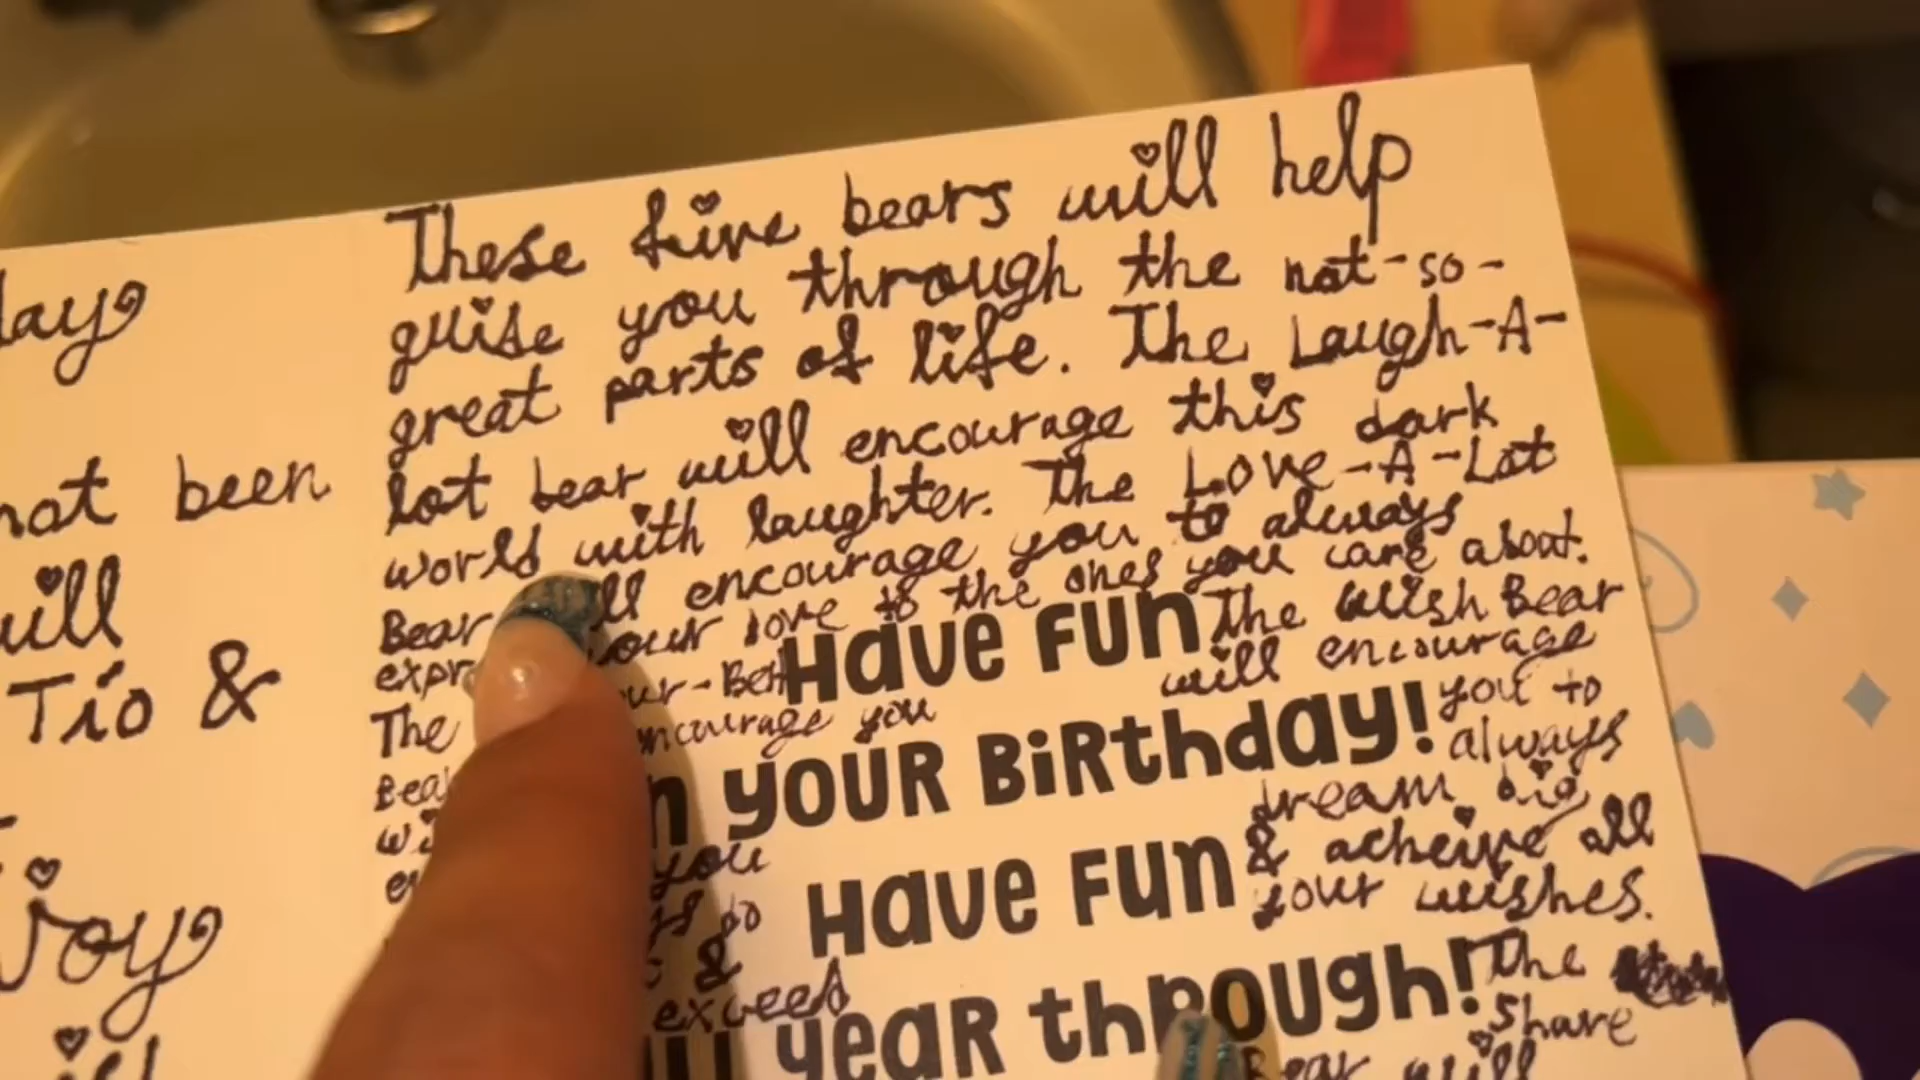 day
not been
will
Tío &
Joy
These five bears will help
guide you through the not-so-
great parts of life. The Laugh-A-
lot bear will encourage this dark
world with laughter. The Love-A-Lot
Bear encourage you to always
your love to the ones you care about.
The encourage you
you
&
exceed
The Wish Bear
will encourage
you to
always
dream big
& acheive all
your wishes.
The
Share
Bear will
Have Fun
on your Birthday!
Have Fun
all year through!